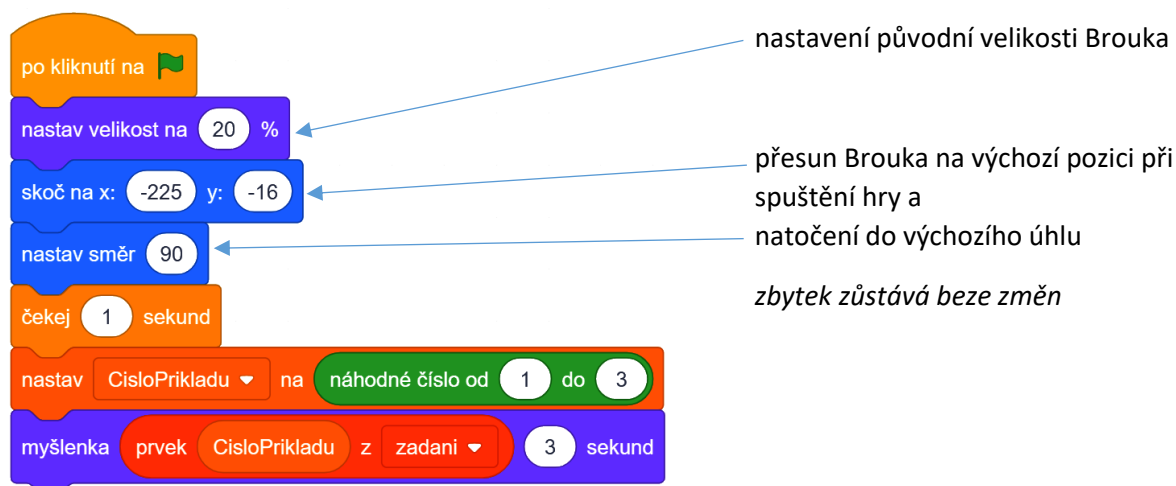 po kliknutí na
nastav velikost na 20 %
skoč na x: -225 y: -16
nastav směr 90
čekej 1 sekund
nastav CisloPrikladu na náhodné číslo od 1 do 3
myšlenka prvek CisloPrikladu z zadani 3 sekund
nastavení původní velikosti Brouka
přesun Brouka na výchozí pozici při
spuštění hry a
natočení do výchozího úhlu
zbytek zůstává beze změn